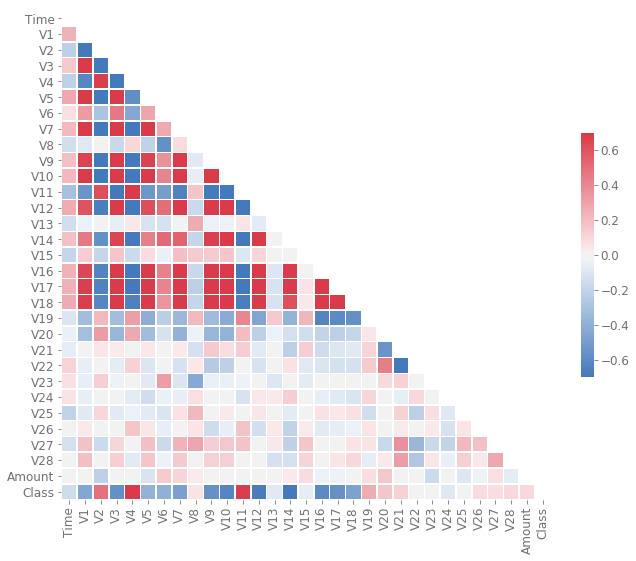 Time
V1
V2
V3
V4
V5
V6
V7
V8
V9
V10
V11
V12
V13
V14
V15
V16
V17
V18
V19
V20
V21
V22
V23
V24
V25
V26
V27
V28
Amount
Class
0.6
0.4
0.2
0.0
−0.2
−0.4
−0.6
Time
V1
V2
V3
V4
V5
V6
V7
V8
V9
V10
V11
V12
V13
V14
V15
V16
V17
V18
V19
V20
V21
V22
V23
V24
V25
V26
V27
V28
Amount
Class